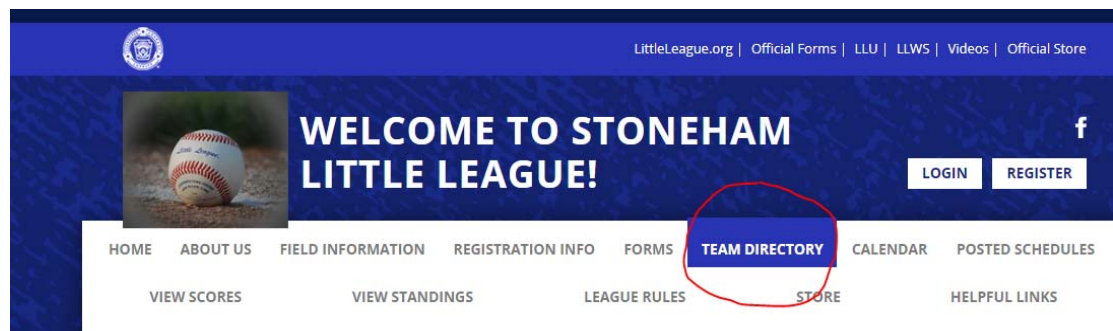 LittleLeague.org | Official Forms | LLU | LLWS | Videos | Official Store
WELCOME TO STONEHAM
LITTLE LEAGUE!
f
LOGIN REGISTER
HOME ABOUT US FIELD INFORMATION REGISTRATION INFO FORMS TEAM DIRECTORY CALENDAR POSTED SCHEDULES
VIEW SCORES VIEW STANDINGS LEAGUE RULES STORE HELPFUL LINKS